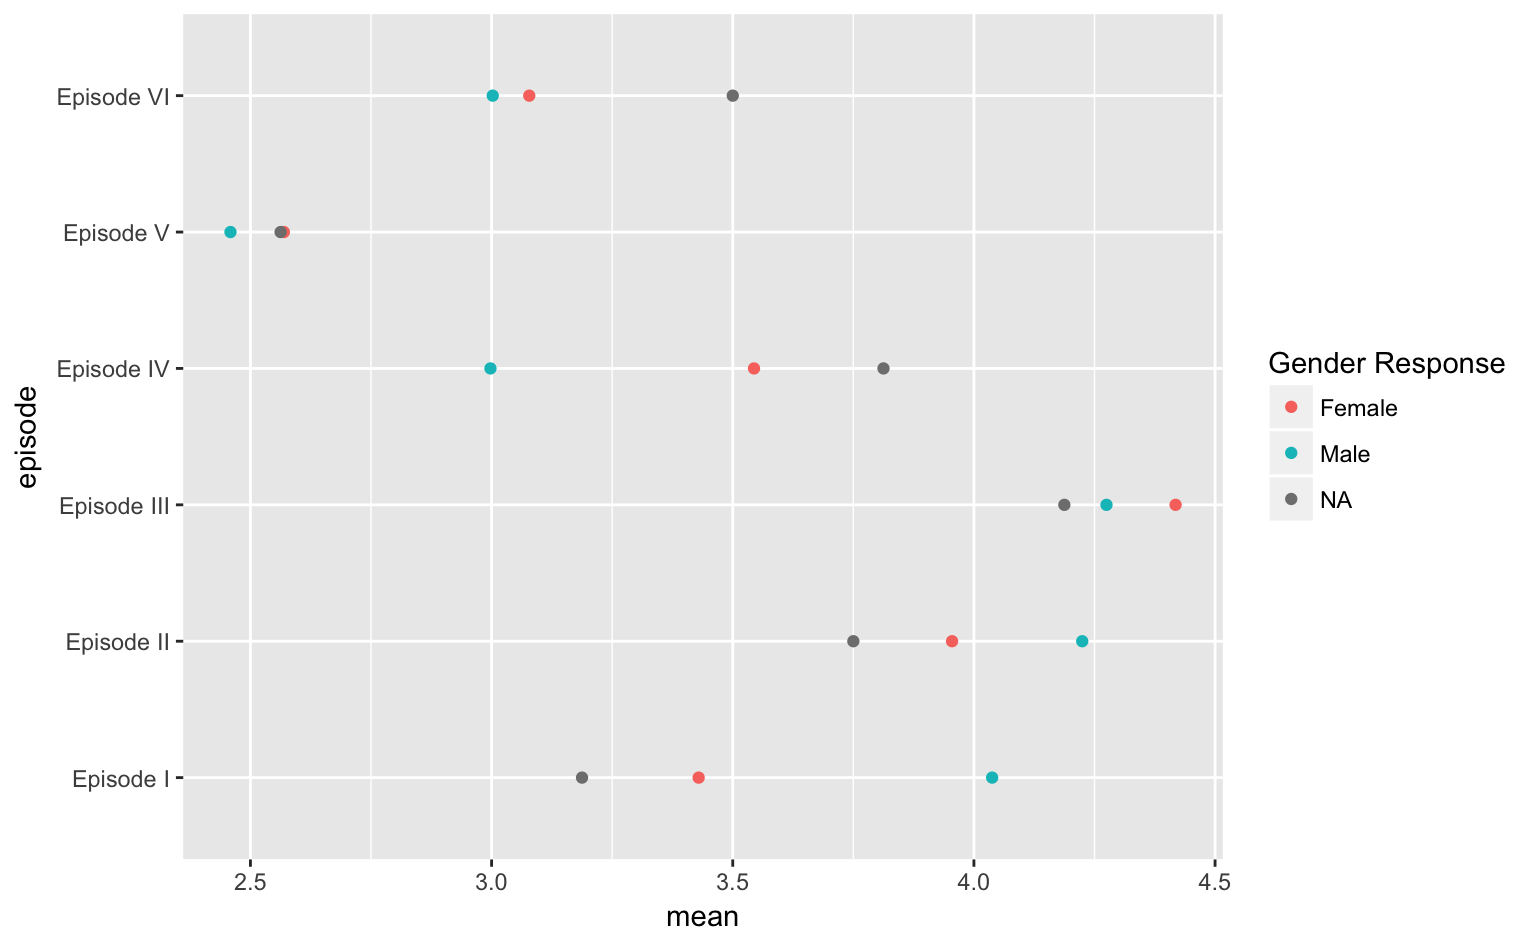 Episode VI
Episode V
Episode IV
Episode III
Episode II
Episode I
episode
2.5 3.0 3.5 4.0 4.5
mean
Gender Response
Female
Male
NA